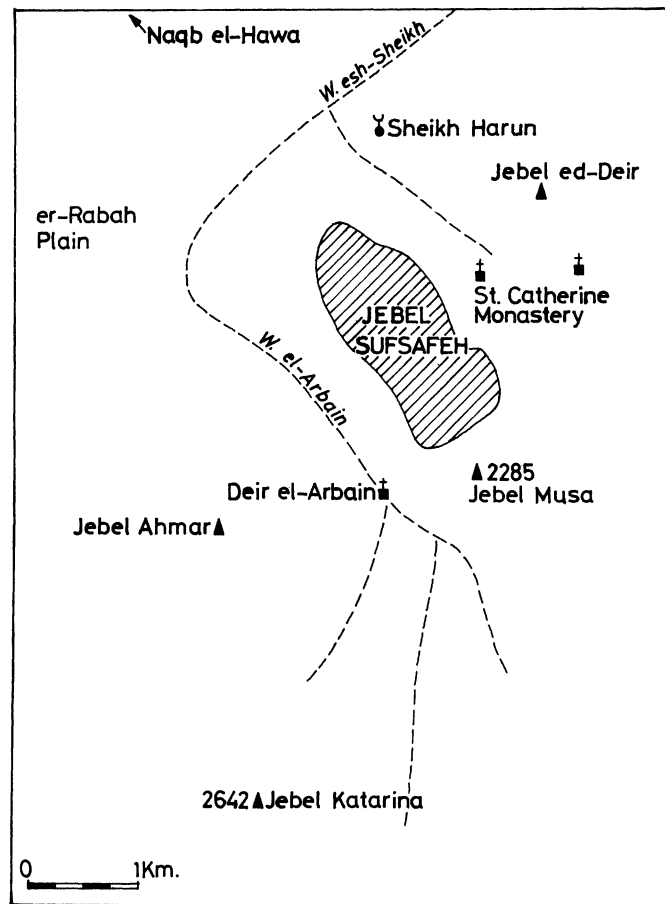 Naqb el-Hawa
W. esh-Sheikh
Sheikh Harun
Jebel ed-Deir
er-Rabah
Plain
St. Catherine
Monastery
JEBEL
SUFSAFEH
W. el-Arbain
2285
Jebel Musa
Deir el-Arbain
Jebel Ahmar
2642 Jebel Katarina
0 1Km.